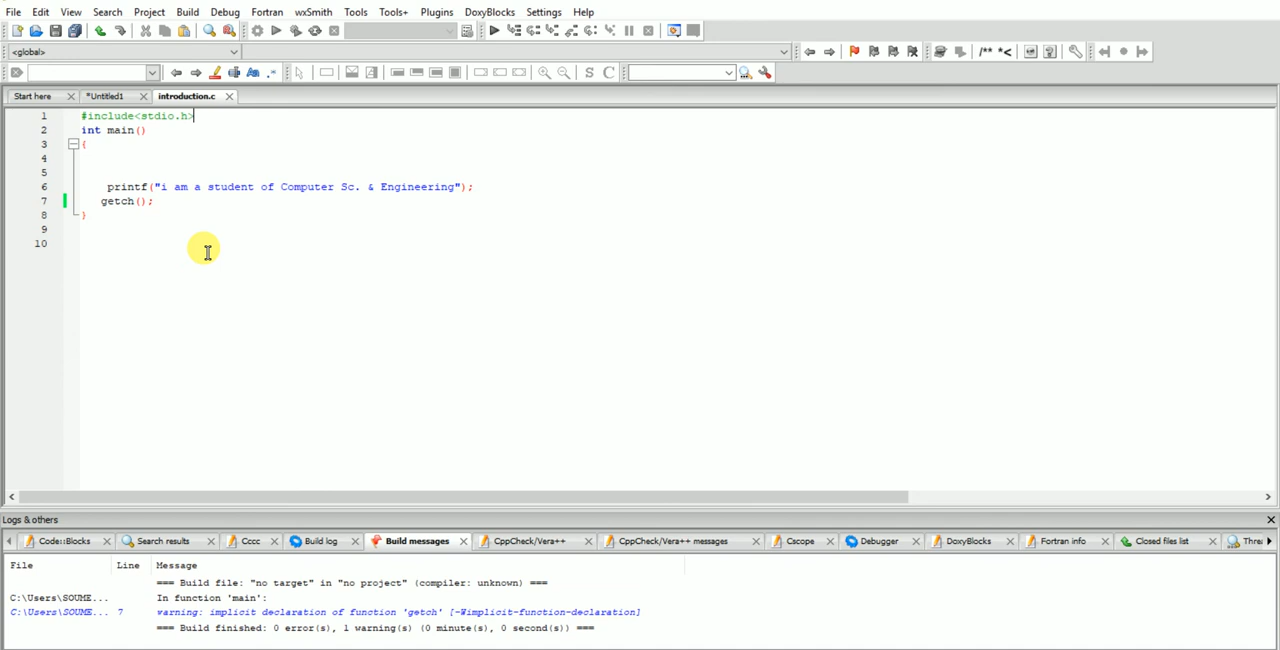 File Edit View Search Project Build Debug Fortran wxSmith Tools Tools+ Plugins DoxyBlocks Settings Help
<global>
/** *<
S C
Start here *Untitled1 introduction.c
1 #include<stdio.h>
2 int main()
3 {
4
5
6 printf("i am a student of Computer Sc. & Engineering");
7 getch();
8 }
9
10
Logs & others
Code::Blocks Search results Cccc Build log Build messages CppCheck/Vera++ CppCheck/Vera++ messages Cscope Debugger DoxyBlocks Fortran info Closed files list Thre
File Line Message
=== Build file: "no target" in "no project" (compiler: unknown) ===
C:\Users\SOUME... In function 'main':
C:\Users\SOUME... 7 warning: implicit declaration of function 'getch' [-Wimplicit-function-declaration]
=== Build finished: 0 error(s), 1 warning(s) (0 minute(s), 0 second(s)) ===